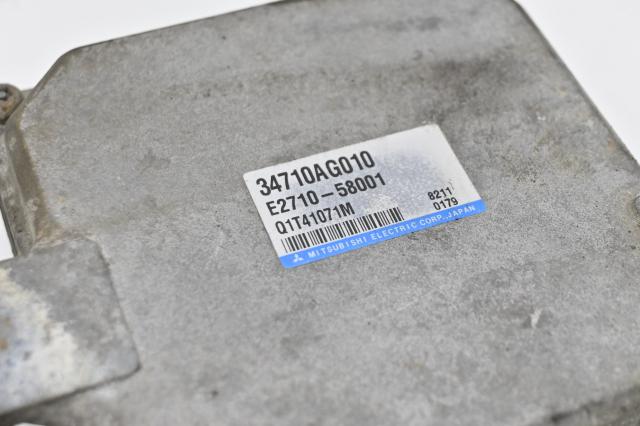 34710AG010
E2710-58001
Q1T41071M
8211
0179
MITSUBISHI ELECTRIC CORP., JAPAN